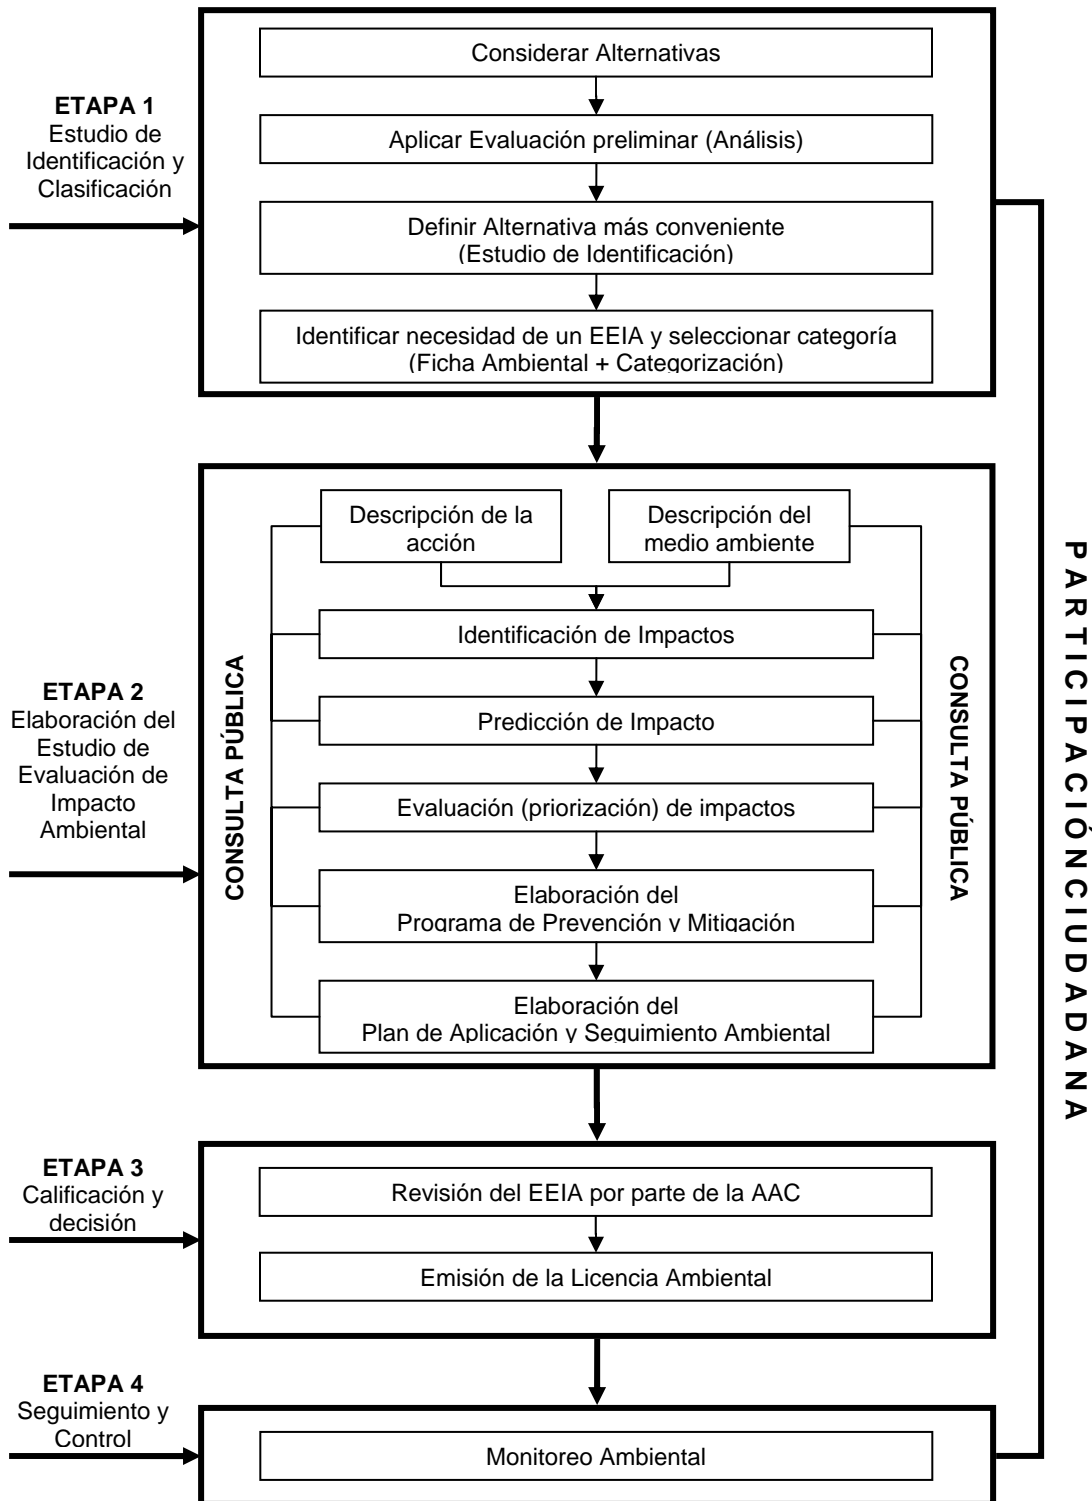 ETAPA 1
Estudio de
Identificación y
Clasificación
Considerar Alternativas
Aplicar Evaluación preliminar (Análisis)
Definir Alternativa más conveniente
(Estudio de Identificación)
Identificar necesidad de un EEIA y seleccionar categoría
(Ficha Ambiental + Categorización)
ETAPA 2
Elaboración del
Estudio de
Evaluación de
Impacto
Ambiental
CONSULTA PÚBLICA
Descripción de la
acción
Descripción del
medio ambiente
Identificación de Impactos
Predicción de Impacto
Evaluación (priorización) de impactos
Elaboración del
Programa de Prevención y Mitigación
Elaboración del
Plan de Aplicación y Seguimiento Ambiental
CONSULTA PÚBLICA
ETAPA 3
Calificación y
decisión
Revisión del EEIA por parte de la AAC
Emisión de la Licencia Ambiental
ETAPA 4
Seguimiento y
Control
Monitoreo Ambiental
PARTICIPACIÓNCIUDADANA